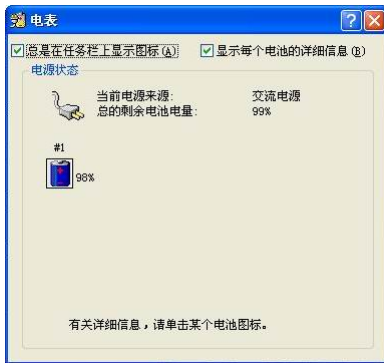 电表
总是在任务栏上显示图标(A)
显示每个电池的详细信息(B)
电源状态
当前电源来源: 交流电源
总的剩余电池电量: 99%
#1
98%
有关详细信息，请单击某个电池图标。